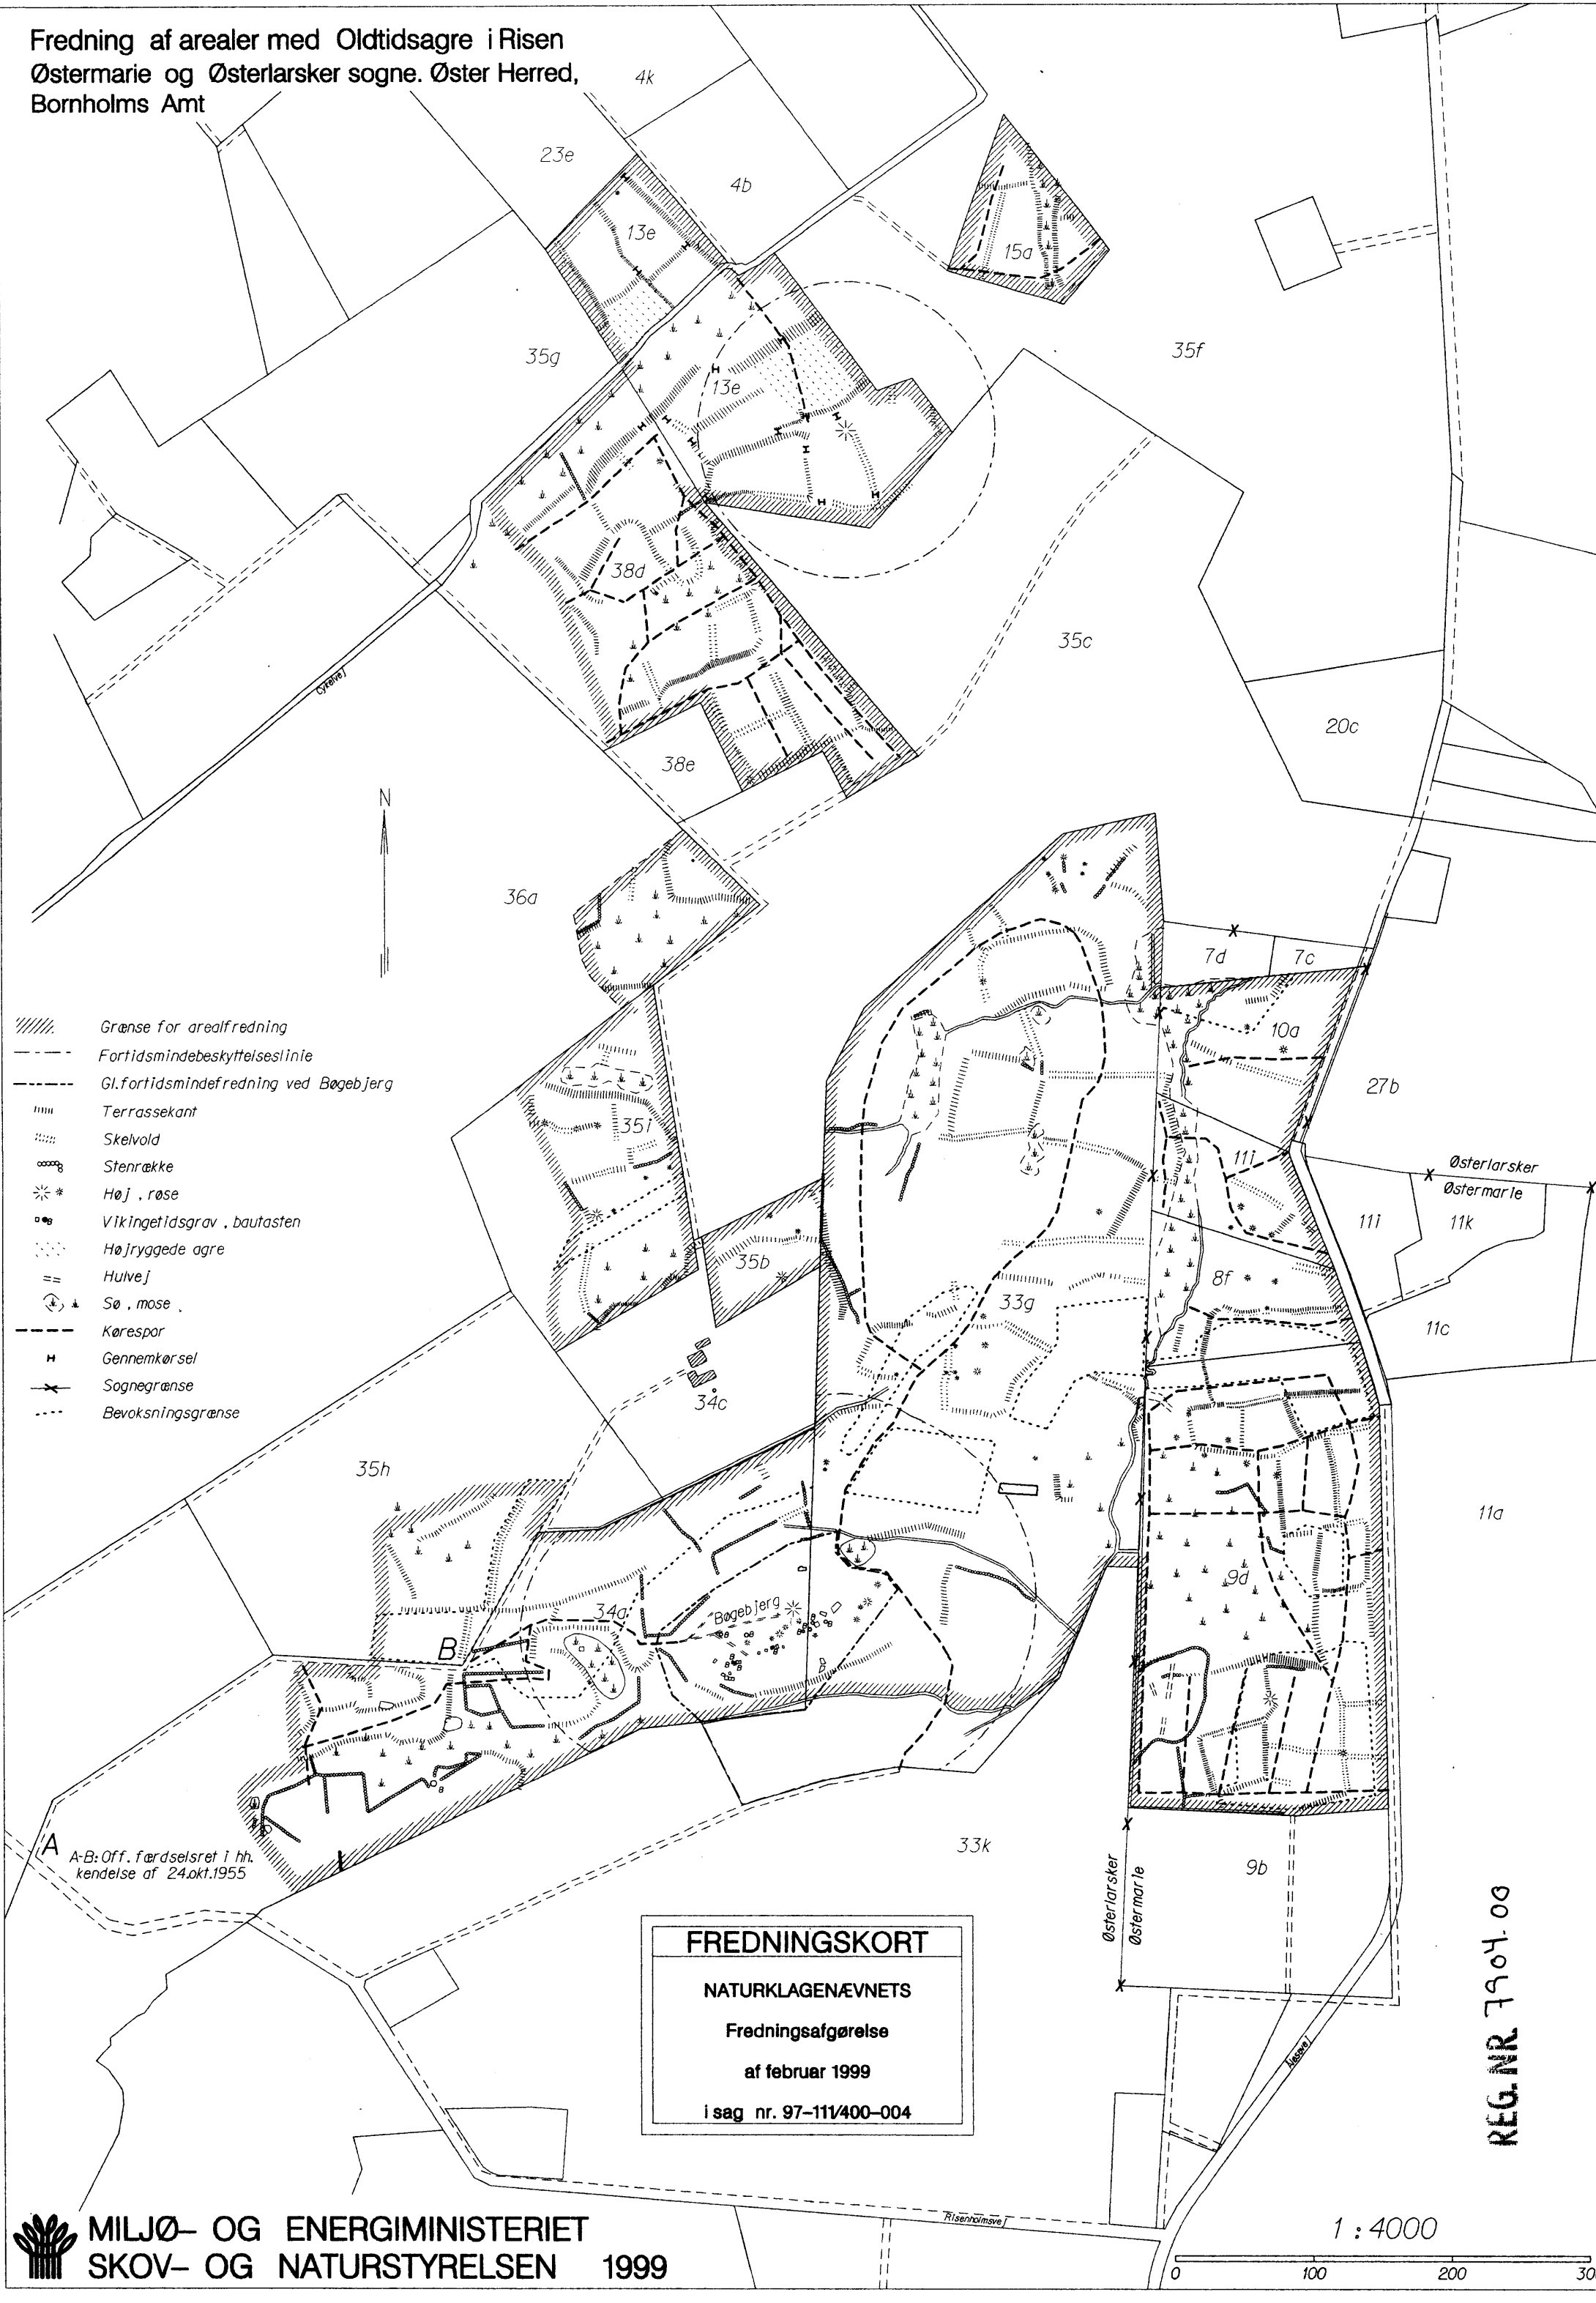 Fredning af arealer med Oldtidsagre i Risen
Østermarie og Østerlarsker sogne. Øster Herred,
Bornholms Amt
4k
23e
4b
13e
15a
35g
35f
13e
38d
35c
Cykelvej
20c
38e
N
36a
7d
7c
10a
27b
Grænse for arealfredning
Fortidsmindebeskyttelseslinie
Gl.fortidsmindefredning ved Bøgebjerg
Terrassekant
Skelvold
Stenrække
Høj , røse
Vikingetidsgrav , bautasten
Højryggede agre
Hulvej
Sø , mose
Kørespor
Gennemkørsel
Sognegrænse
Bevoksningsgrænse
35i
11i
Østerlarsker
Østermarie
11i
11k
35b
8f
33g
11c
34c
35h
11a
9d
34a
Bøgebjerg
B
A
A-B: Off. færdselsret i hh.
kendelse af 24.okt.1955
33k
9b
Østerlarsker
Østermarie
FREDNINGSKORT
NATURKLAGENÆVNETS
Fredningsafgørelse
af februar 1999
i sag nr. 97-111/400-004
REG. NR. 7904.00
Risenholmsvej
MILJØ- OG ENERGIMINISTERIET
SKOV- OG NATURSTYRELSEN 1999
1 : 4000
0 100 200 30